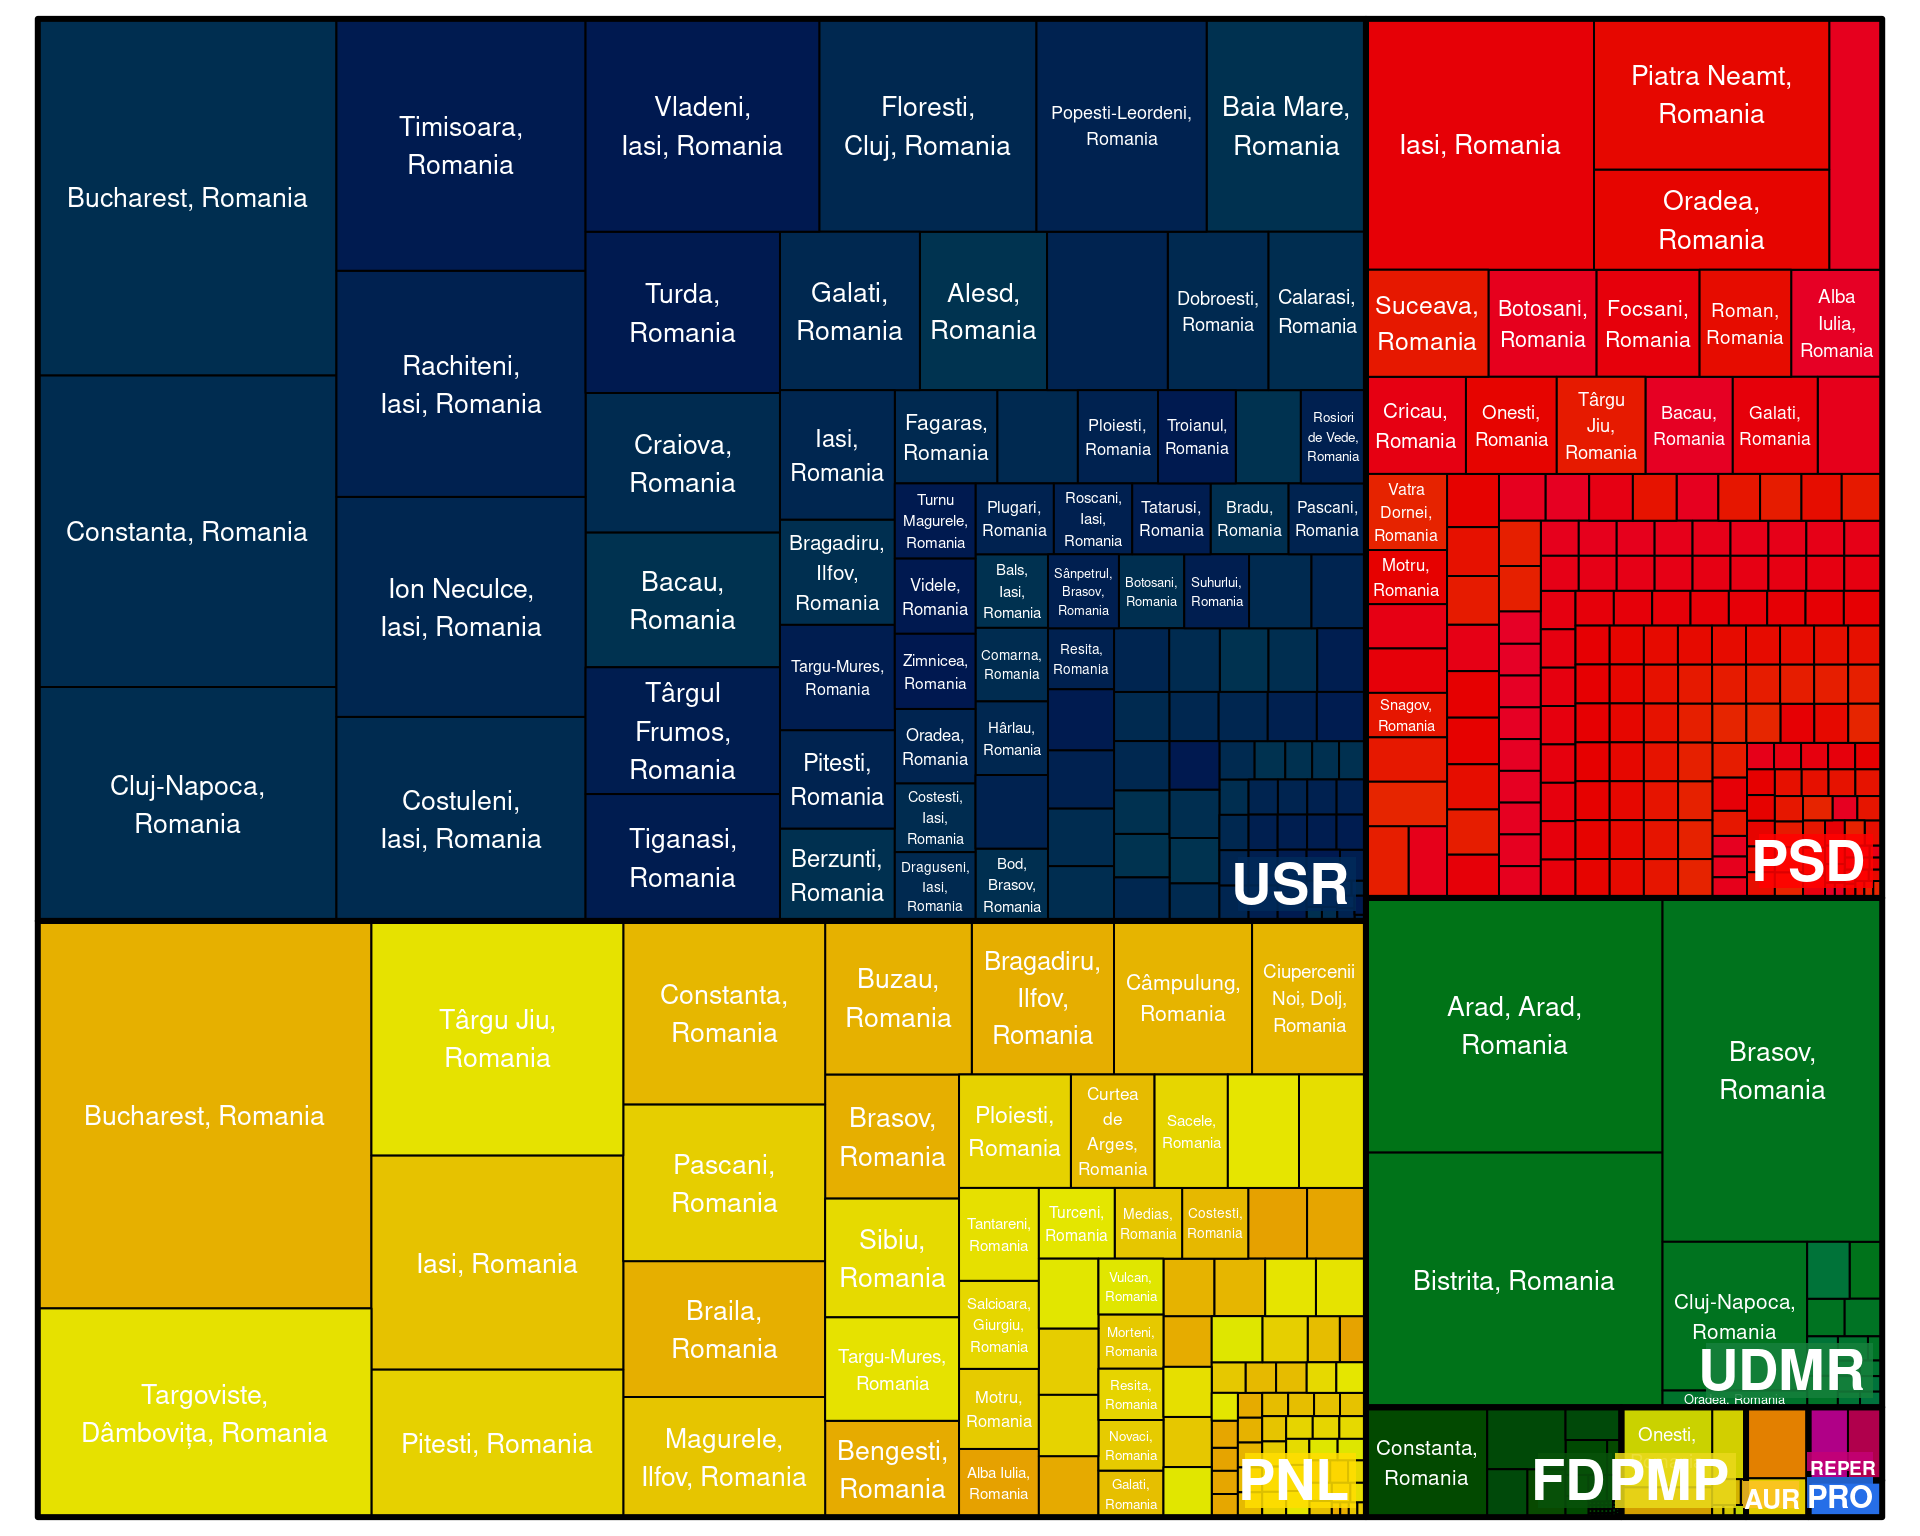 Bucharest, Romania
Constanta, Romania
Cluj-Napoca,
Romania
Timisoara,
Romania
Rachiteni,
Iasi, Romania
Ion Neculce,
Iasi, Romania
Costuleni,
Iasi, Romania
Vladeni,
Iasi, Romania
Floresti,
Cluj, Romania
Popesti-Leordeni,
Romania
Baia Mare,
Romania
Turda,
Romania
Craiova,
Romania
Bacau,
Romania
Târgul
Frumos,
Romania
Tiganasi,
Romania
Galati,
Romania
Alesd,
Romania
Dobroesti,
Romania
Calarasi,
Romania
Iasi,
Romania
Bragadiru,
Ilfov,
Romania
Targu-Mures,
Romania
Pitesti,
Romania
Berzunti,
Romania
Fagaras,
Romania
Ploiesti,
Romania
Troianul,
Romania
Rosiori
de Vede,
Romania
Turnu
Magurele,
Romania
Videle,
Romania
Zimnicea,
Romania
Oradea,
Romania
Costesti,
Iasi,
Romania
Draguseni,
Iasi,
Romania
Plugari,
Romania
Roscani,
Iasi,
Romania
Tatarusi,
Romania
Bradu,
Romania
Pascani,
Romania
Bals,
Iasi,
Romania
Comarna,
Romania
Hârlau,
Romania
Bod,
Brasov,
Romania
Sânpetrul,
Brasov,
Romania
Botosani,
Romania
Suhurlui,
Romania
Resita,
Romania
USR
Iasi, Romania
Piatra Neamt,
Romania
Oradea,
Romania
Suceava,
Romania
Botosani,
Romania
Focsani,
Romania
Roman,
Romania
Alba
Iulia,
Romania
Cricau,
Romania
Onesti,
Romania
Târgu
Jiu,
Romania
Bacau,
Romania
Galati,
Romania
Vatra
Dornei,
Romania
Motru,
Romania
Snagov,
Romania
PSD
Bucharest, Romania
Targoviste,
Dâmbovița, Romania
Târgu Jiu,
Romania
Iasi, Romania
Pitesti, Romania
Constanta,
Romania
Pascani,
Romania
Braila,
Romania
Magurele,
Ilfov, Romania
Buzau,
Romania
Bragadiru,
Ilfov,
Romania
Câmpulung,
Romania
Ciupercenii
Noi, Dolj,
Romania
Brasov,
Romania
Sibiu,
Romania
Targu-Mures,
Romania
Bengesti,
Romania
Ploiesti,
Romania
Curtea
de
Arges,
Romania
Sacele,
Romania
Tantareni,
Romania
Salcioara,
Giurgiu,
Romania
Motru,
Romania
Alba Iulia,
Romania
Turceni,
Romania
Medias,
Romania
Costesti,
Romania
Vulcan,
Romania
Morteni,
Romania
Resita,
Romania
Novaci,
Romania
Galati,
Romania
PNL
Arad, Arad,
Romania
Bistrita, Romania
Brasov,
Romania
Cluj-Napoca,
Romania
UDMR
Oradea, Romania
Constanta,
Romania
FD
Onesti,
PMP
AUR
REPER
PRO